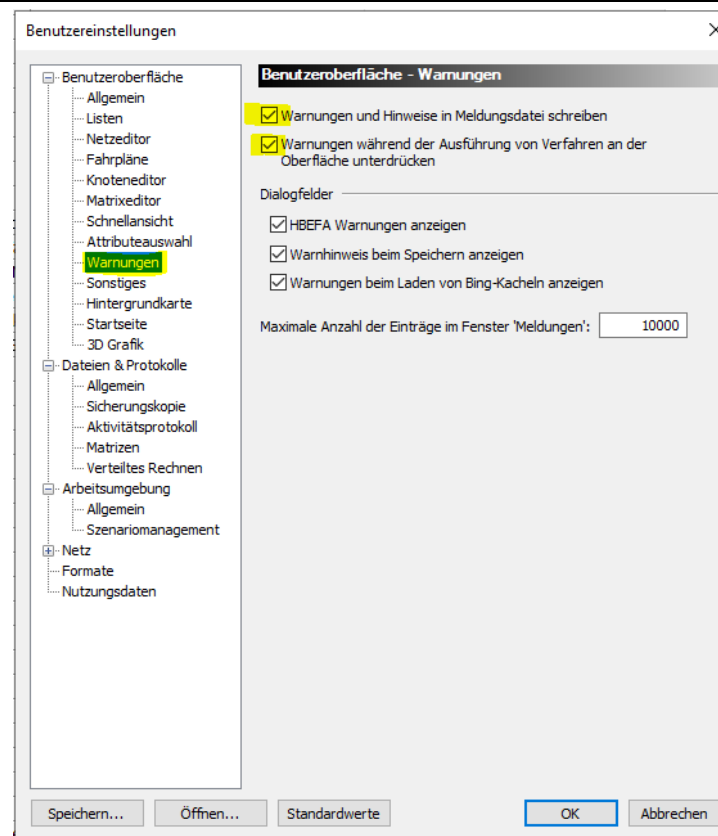 Benutzereinstellungen
Benutzeroberfläche
Allgemein
Listen
Netzeditor
Fahrpläne
Knoteneditor
Matrixeditor
Schnellansicht
Attributeauswahl
Warnungen
Sonstiges
Hintergrundkarte
Startseite
3D Grafik
Dateien & Protokolle
Allgemein
Sicherungskopie
Aktivitätsprotokoll
Matrizen
Verteiltes Rechnen
Arbeitsumgebung
Allgemein
Szenariomanagement
Netz
Formate
Nutzungsdaten
Benutzeroberfläche - Warnungen
Warnungen und Hinweise in Meldungsdatei schreiben
Warnungen während der Ausführung von Verfahren an der
Oberfläche unterdrücken
Dialogfelder
HBEFA Warnungen anzeigen
Warnhinweis beim Speichern anzeigen
Warnungen beim Laden von Bing-Kacheln anzeigen
Maximale Anzahl der Einträge im Fenster 'Meldungen': 10000
Speichern... Öffnen... Standardwerte OK Abbrechen